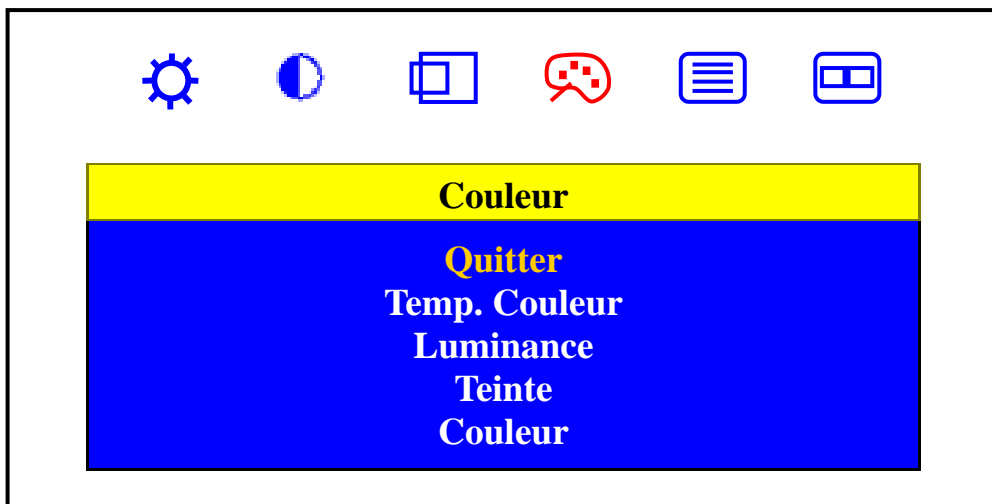 Couleur
Quitter
Temp. Couleur
Luminance
Teinte
Couleur